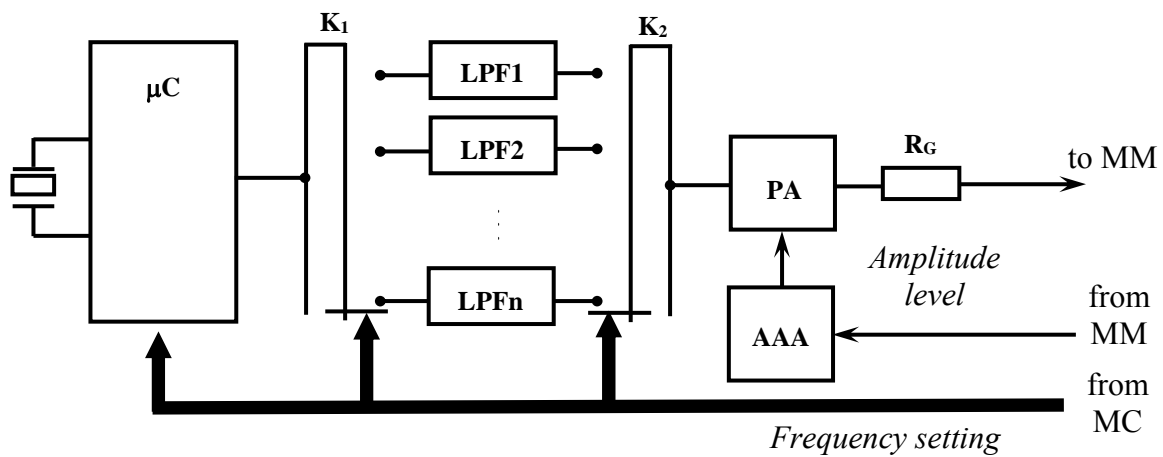 K1
K2
μC
LPF1
LPF2
LPFn
PA
RG
to MM
Amplitude
level
AAA
from
MM
from
MC
Frequency setting